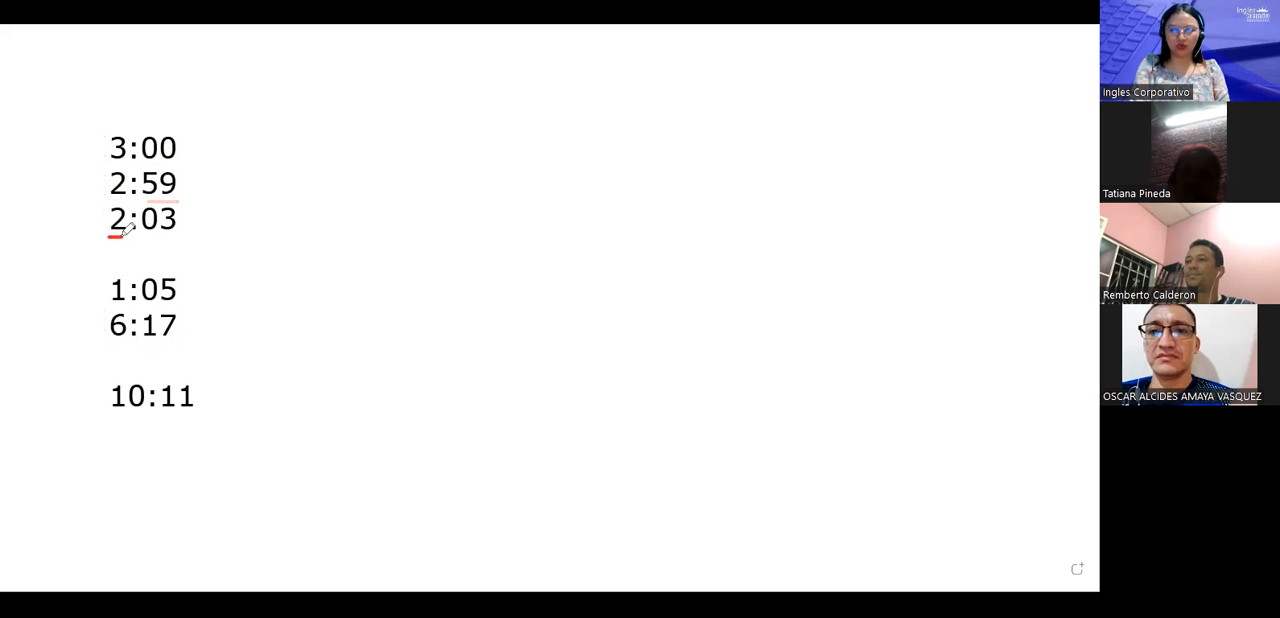 3:00
2:59
2:03
1:05
6:17
10:11
Ingles Corporativo
Tatiana Pineda
Remberto Calderon
OSCAR ALCIDES AMAYA VASQUEZ